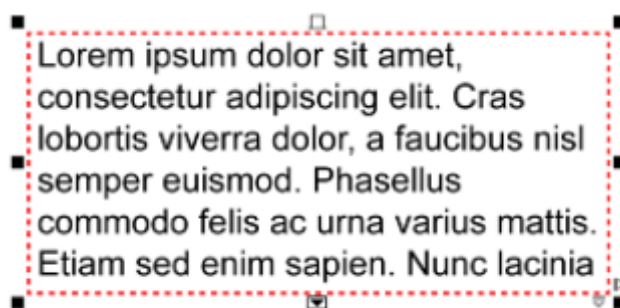 Lorem ipsum dolor sit amet,
consectetur adipiscing elit. Cras
lobortis viverra dolor, a faucibus nisl
semper euismod. Phasellus
commodo felis ac urna varius mattis.
Etiam sed enim sapien. Nunc lacinia